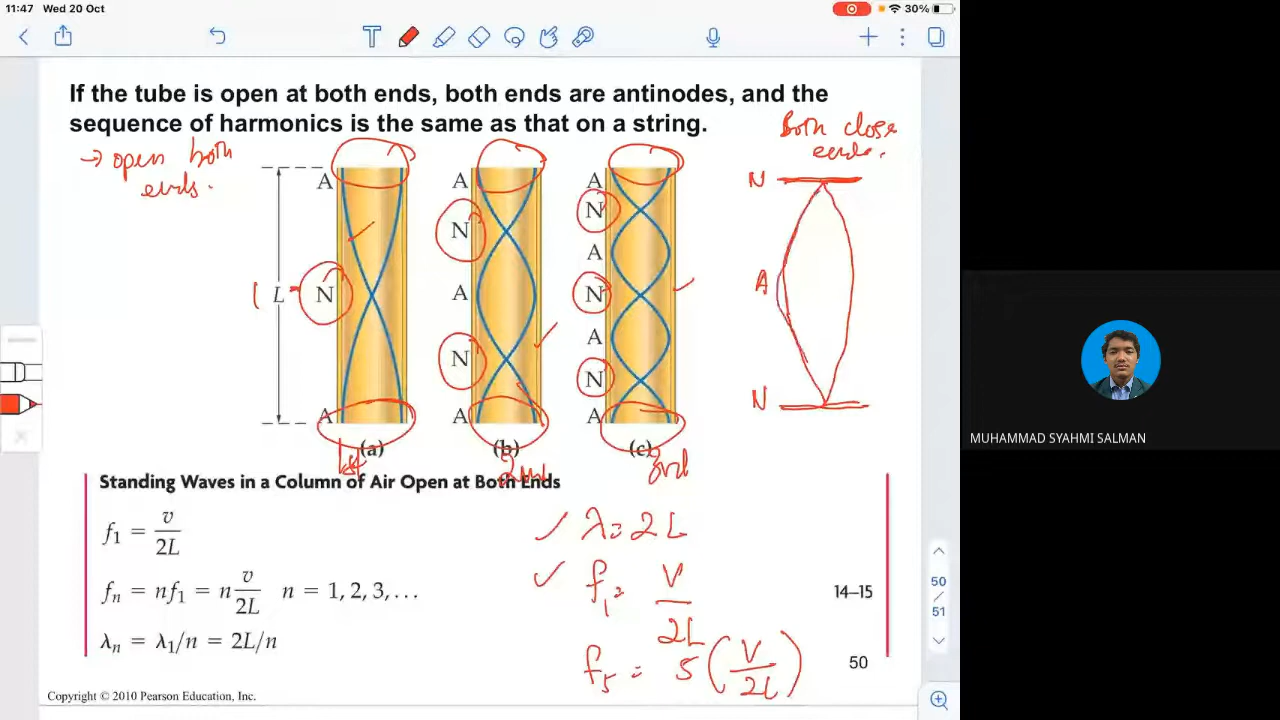 11:47 Wed 20 Oct
30%
If the tube is open at both ends, both ends are antinodes, and the
sequence of harmonics is the same as that on a string.
→ open both
ends.
Both close
ends.
A A A N
N N
A
L N A N A
A
N N
A A A N
(a) (b) (c)
1st 2nd 3rd
Standing Waves in a Column of Air Open at Both Ends
f₁ = v/2L
fₙ = nf₁ = n v/2L n = 1, 2, 3, ...
14–15
λₙ = λ₁/n = 2L/n
✓ λ = 2L
✓ f₁ = V/2L
f₅ = 5 (V/2L)
50
Copyright © 2010 Pearson Education, Inc.
50
/
51
MUHAMMAD SYAHMI SALMAN